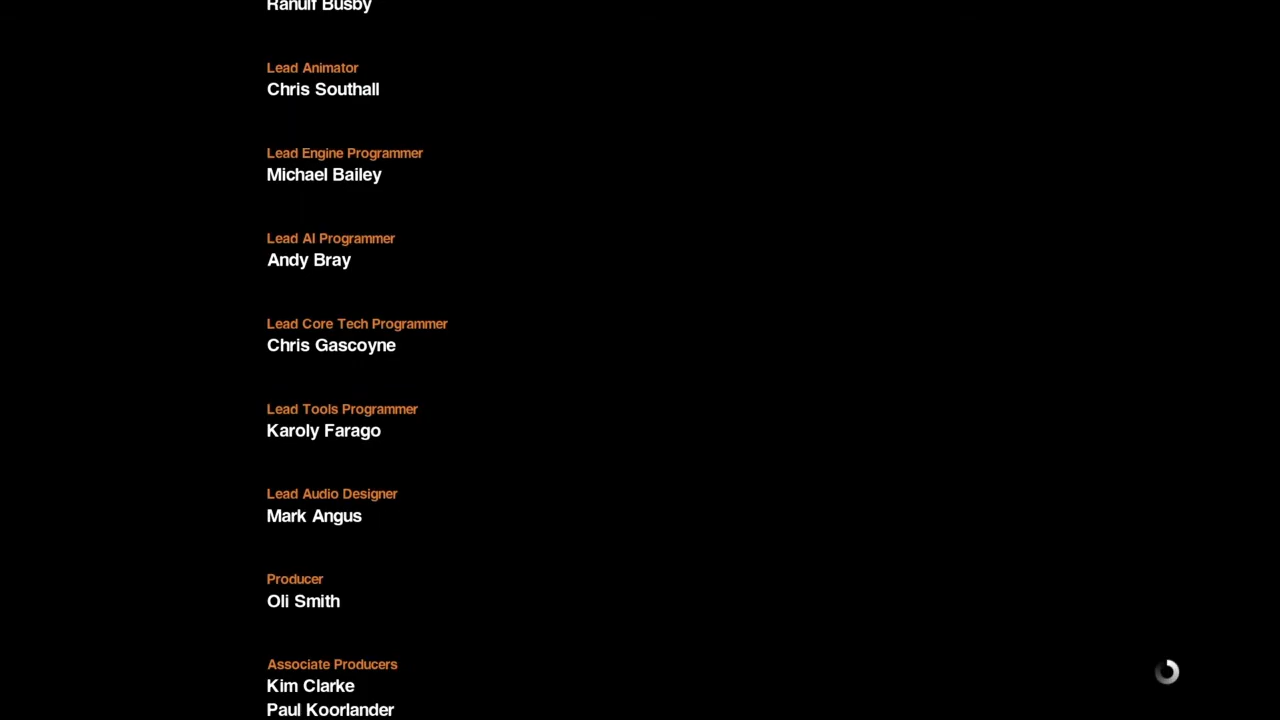 Ranulf Busby
Lead Animator
Chris Southall
Lead Engine Programmer
Michael Bailey
Lead AI Programmer
Andy Bray
Lead Core Tech Programmer
Chris Gascoyne
Lead Tools Programmer
Karoly Farago
Lead Audio Designer
Mark Angus
Producer
Oli Smith
Associate Producers
Kim Clarke
Paul Koorlander